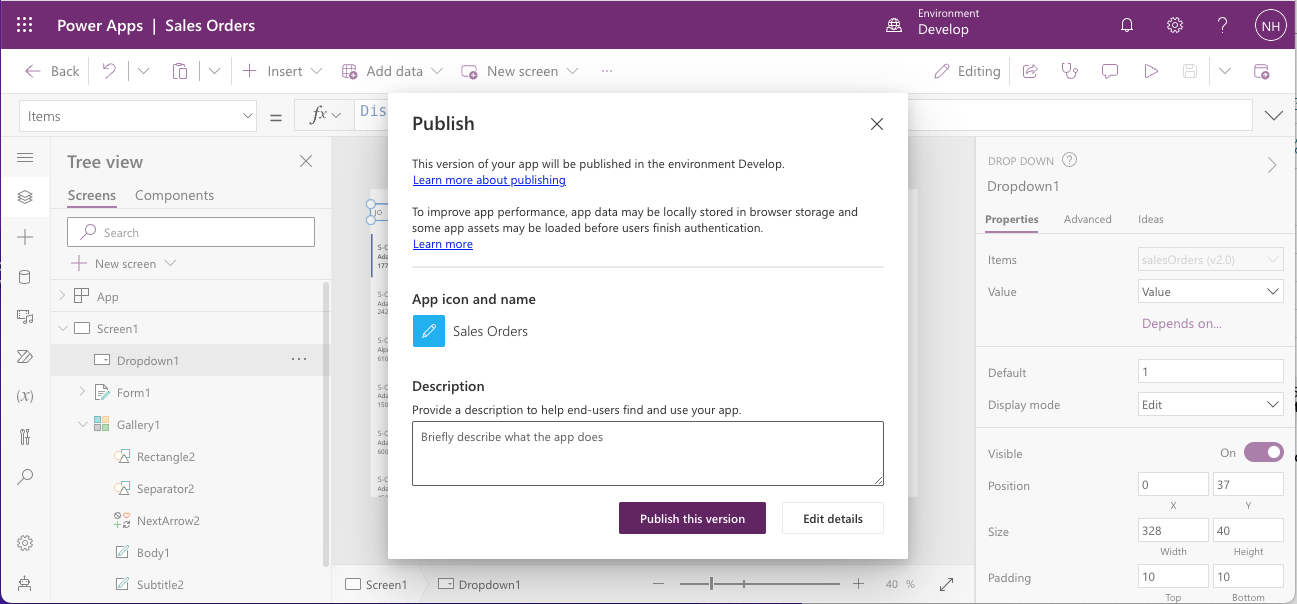 Power Apps | Sales Orders
Environment
Develop
NH
Back
Insert
Add data
New screen
Editing
Items
=
fx
Dis
Tree view
Screens
Components
Search
New screen
App
Screen1
Dropdown1
Form1
Gallery1
Rectangle2
Separator2
NextArrow2
Body1
Subtitle2
Publish
This version of your app will be published in the environment Develop.
Learn more about publishing
To improve app performance, app data may be locally stored in browser storage and
some app assets may be loaded before users finish authentication.
Learn more
App icon and name
Sales Orders
Description
Provide a description to help end-users find and use your app.
Briefly describe what the app does
Publish this version
Edit details
Screen1
Dropdown1
40 %
DROP DOWN
Dropdown1
Properties
Advanced
Ideas
Items
salesOrders (v2.0)
Value
Value
Depends on...
Default
1
Display mode
Edit
Visible
On
Position
0
37
X
Y
Size
328
40
Width
Height
Padding
10
10
Top
Bottom